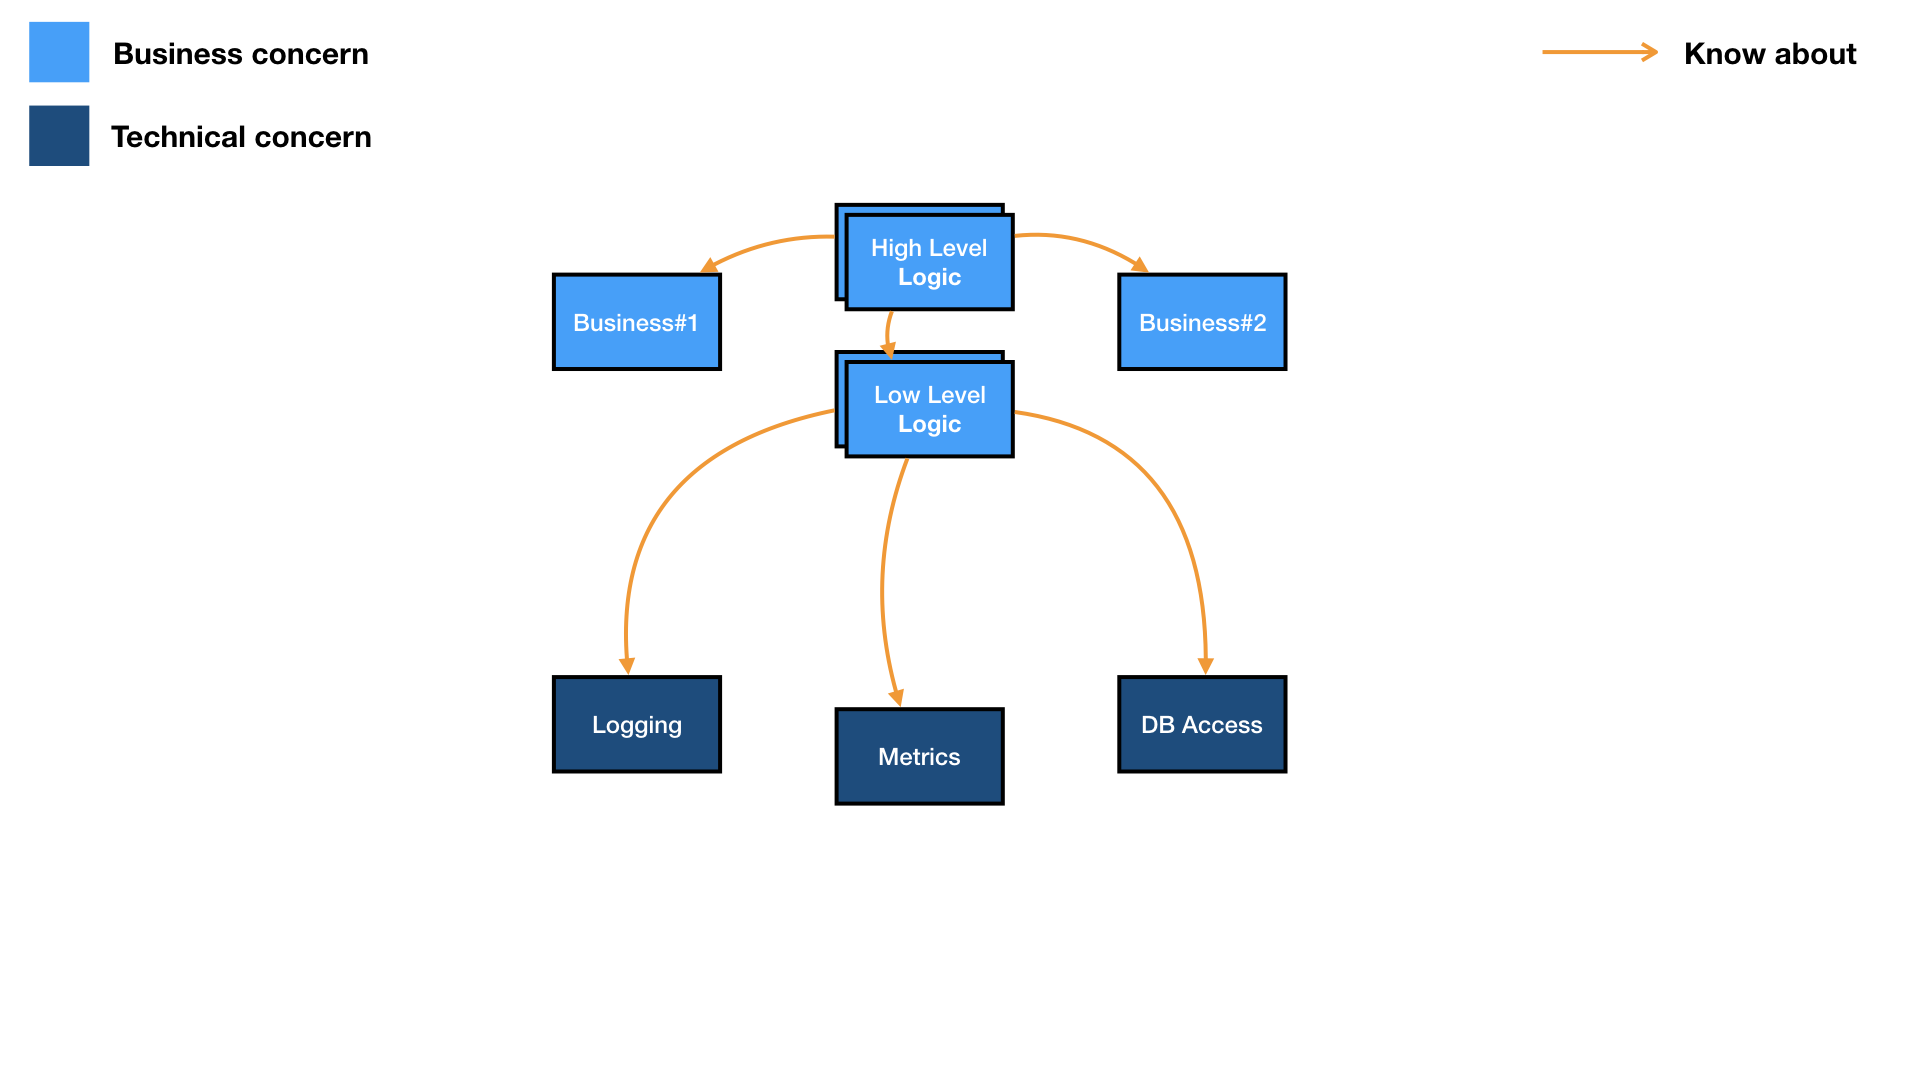 Business concern
Know about
Technical concern
High Level
Logic
Business#1
Business#2
Low Level
Logic
Logging
Metrics
DB Access